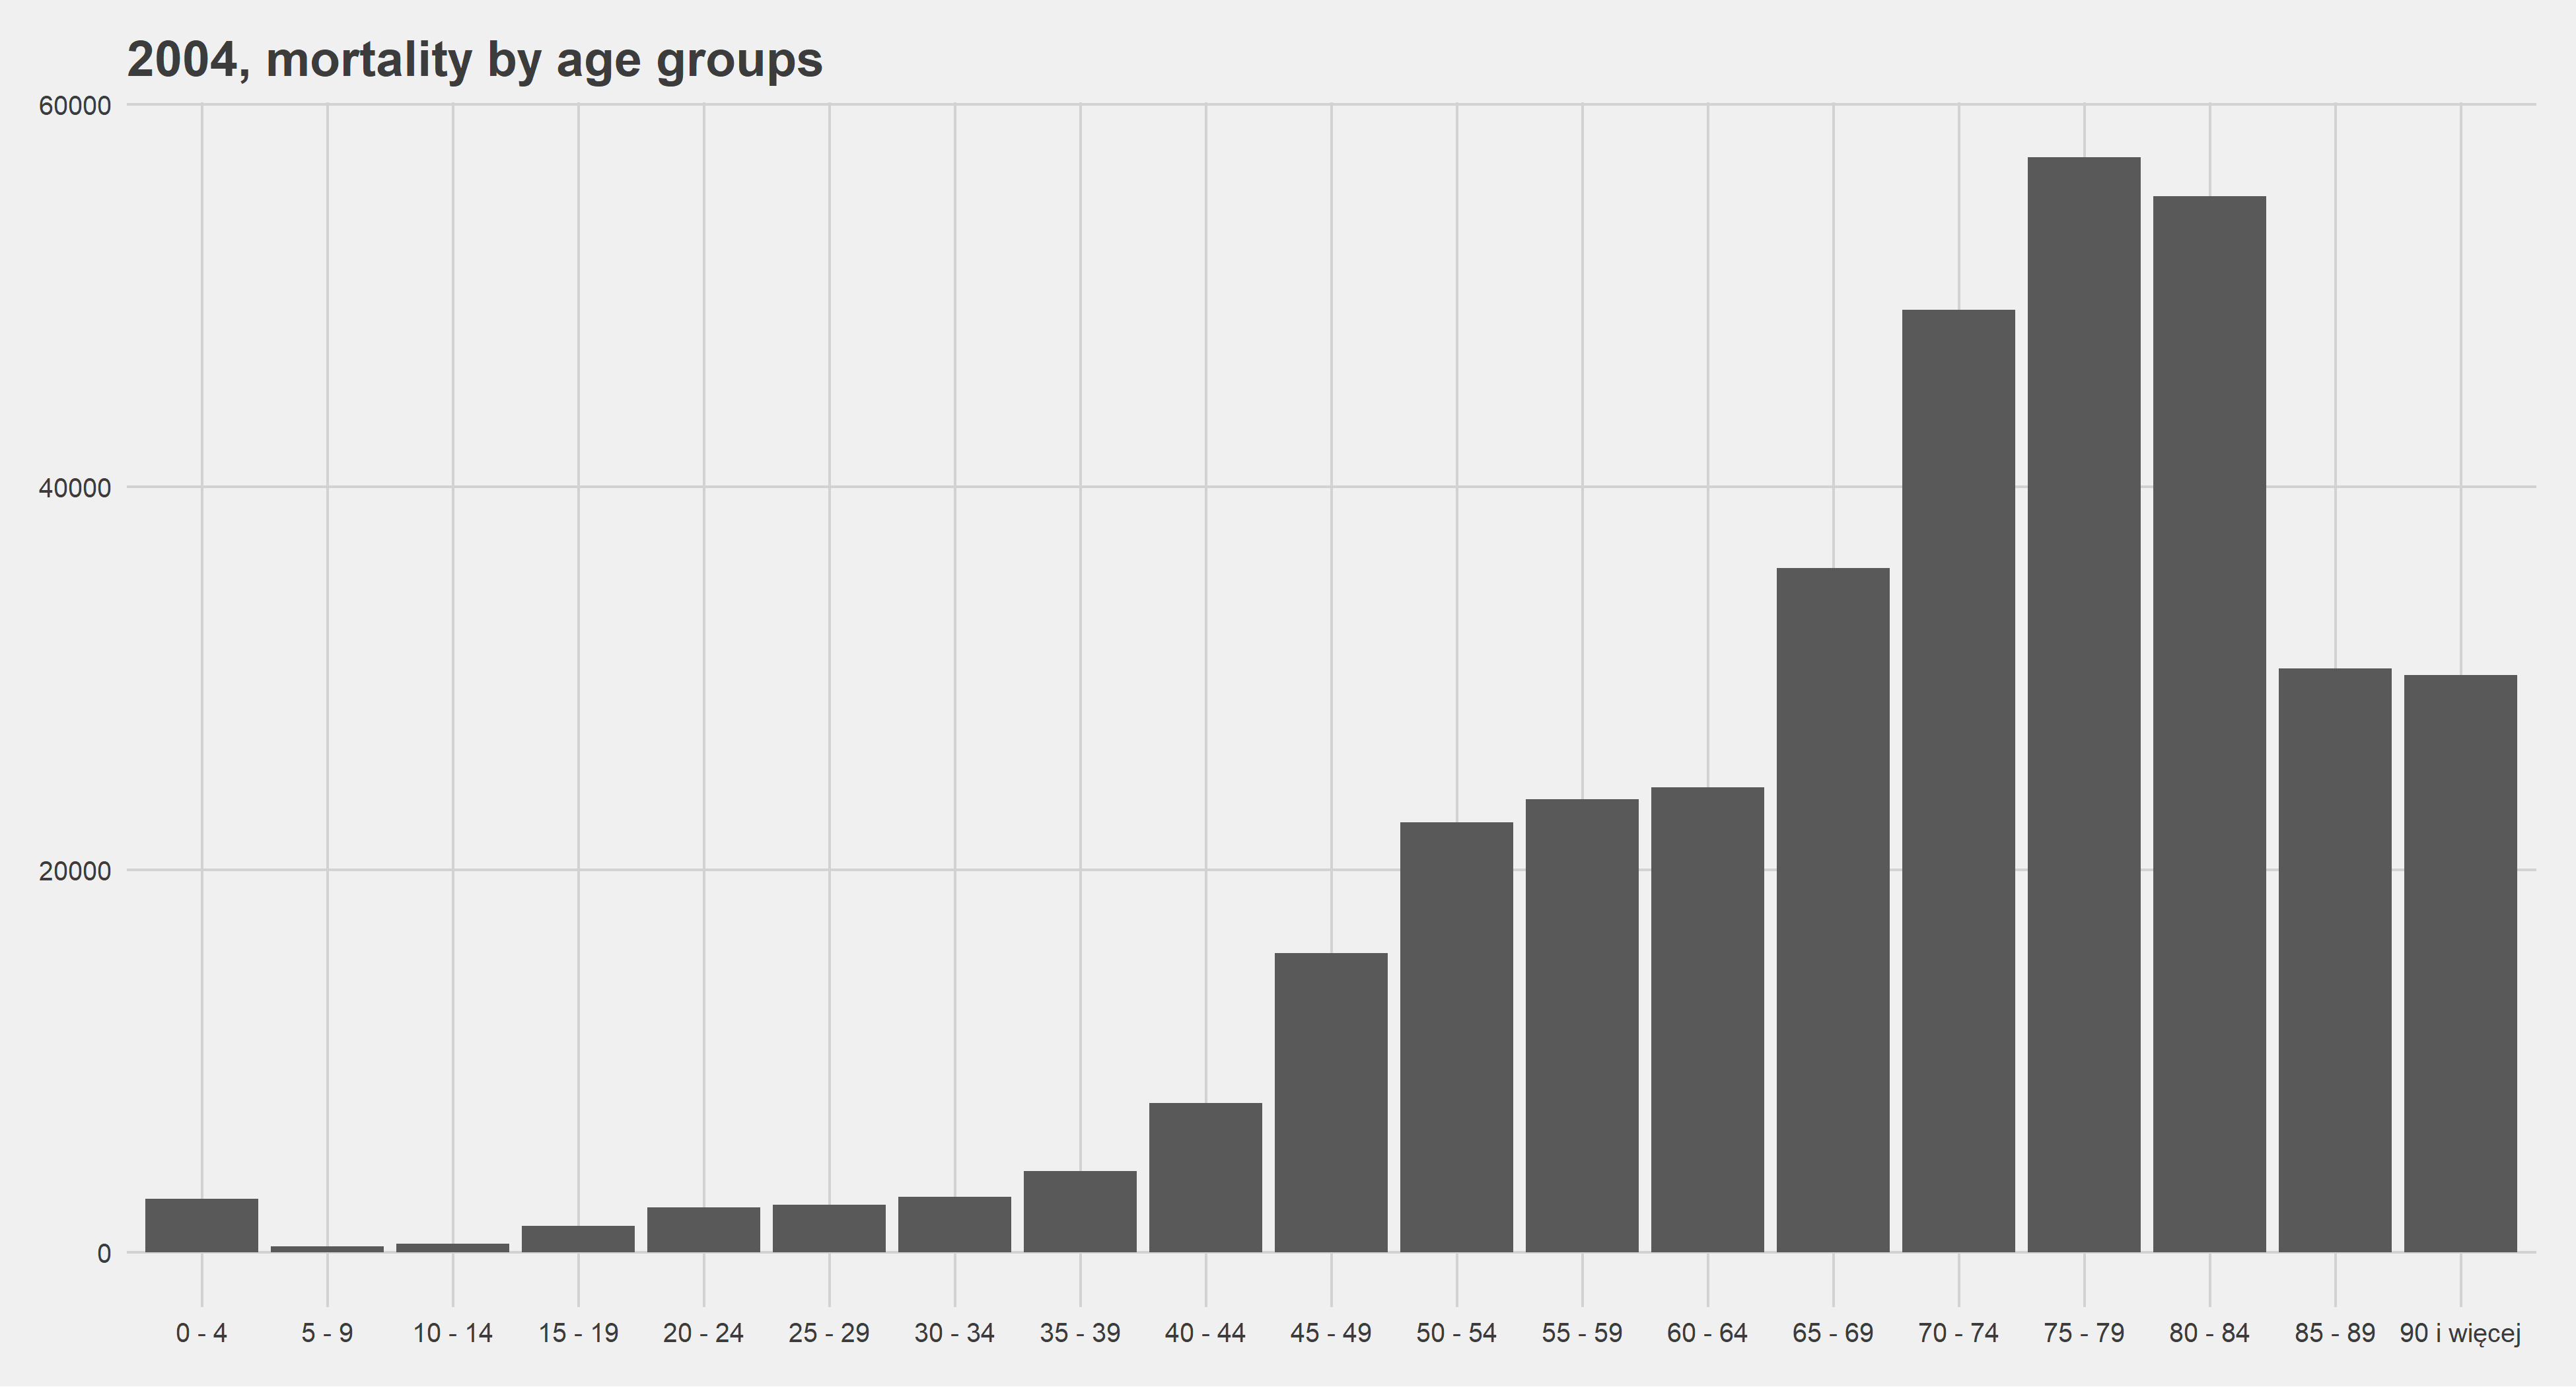 2004, mortality by age groups
60000
40000
20000
0
0 - 4 5 - 9 10 - 14 15 - 19 20 - 24 25 - 29 30 - 34 35 - 39 40 - 44 45 - 49 50 - 54 55 - 59 60 - 64 65 - 69 70 - 74 75 - 79 80 - 84 85 - 89 90 i więcej